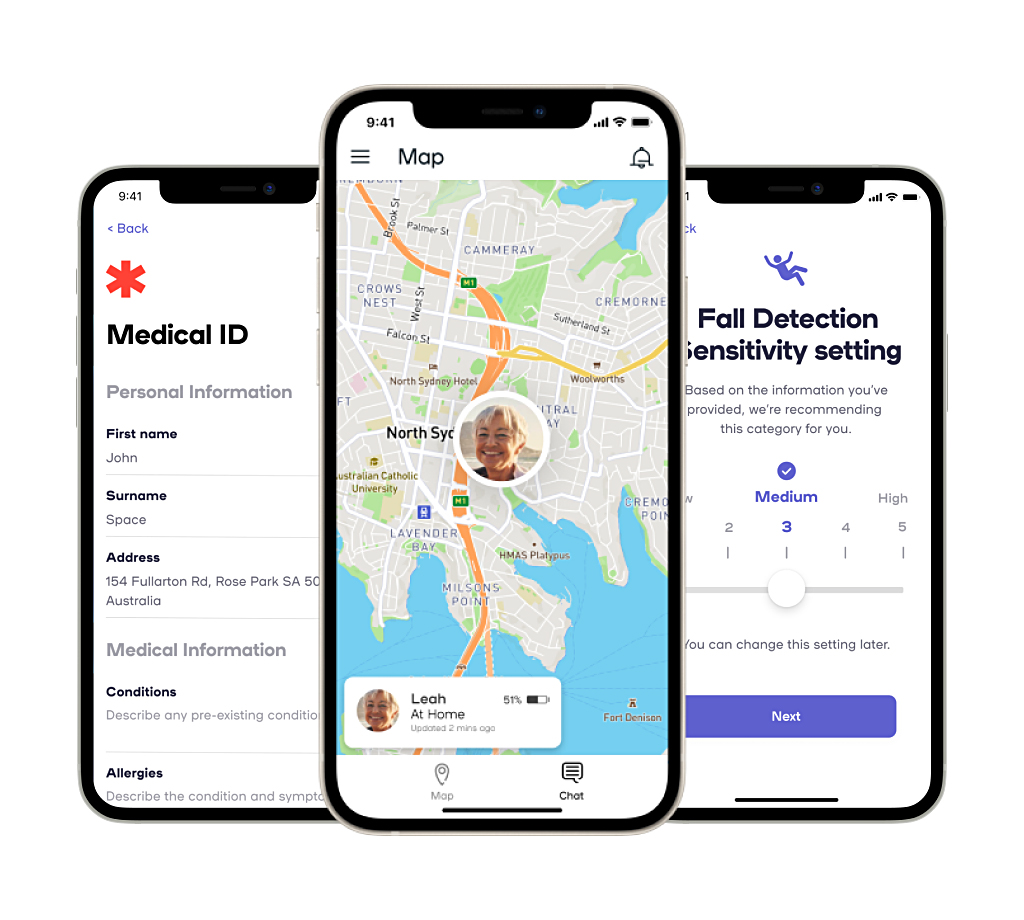 9:41
< Back
Medical ID
Personal Information
First name
John
Surname
Space
Address
154 Fullarton Rd, Rose Park SA 50
Australia
Medical Information
Conditions
Describe any pre-existing conditio
Allergies
Describe the condition and sympto
9:41
Map
Brook St
Palmer St
CAMMERAY
M1
CROWS
NEST
West St
CREMORNE
Sutherland St
Falcon St
North Sydney Hotel
Woolworths
FT
NTRAL
AY
North Syd
ustralian Catholic
University
M1
CREMO
POIN
LAVENDER
BAY
HMAS Platypus
MILSONS
POINT
Fort Denison
Leah
51%
At Home
Updated 2 mins ago
Map
Chat
1
ck
Fall Detection
Sensitivity setting
Based on the information you've
provided, we're recommending
this category for you.
w
Medium
High
2
3
4
5
You can change this setting later.
Next